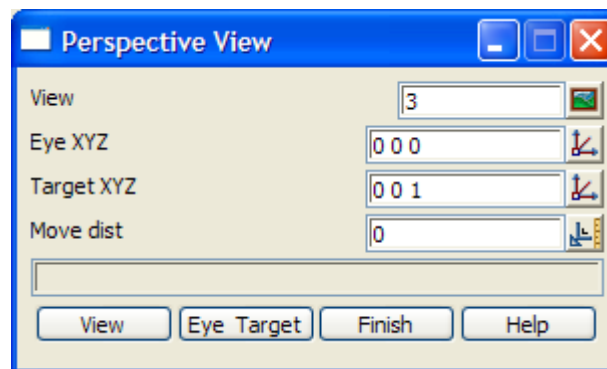 Perspective View
View 3
Eye XYZ 0 0 0
Target XYZ 0 0 1
Move dist 0
View Eye Target Finish Help